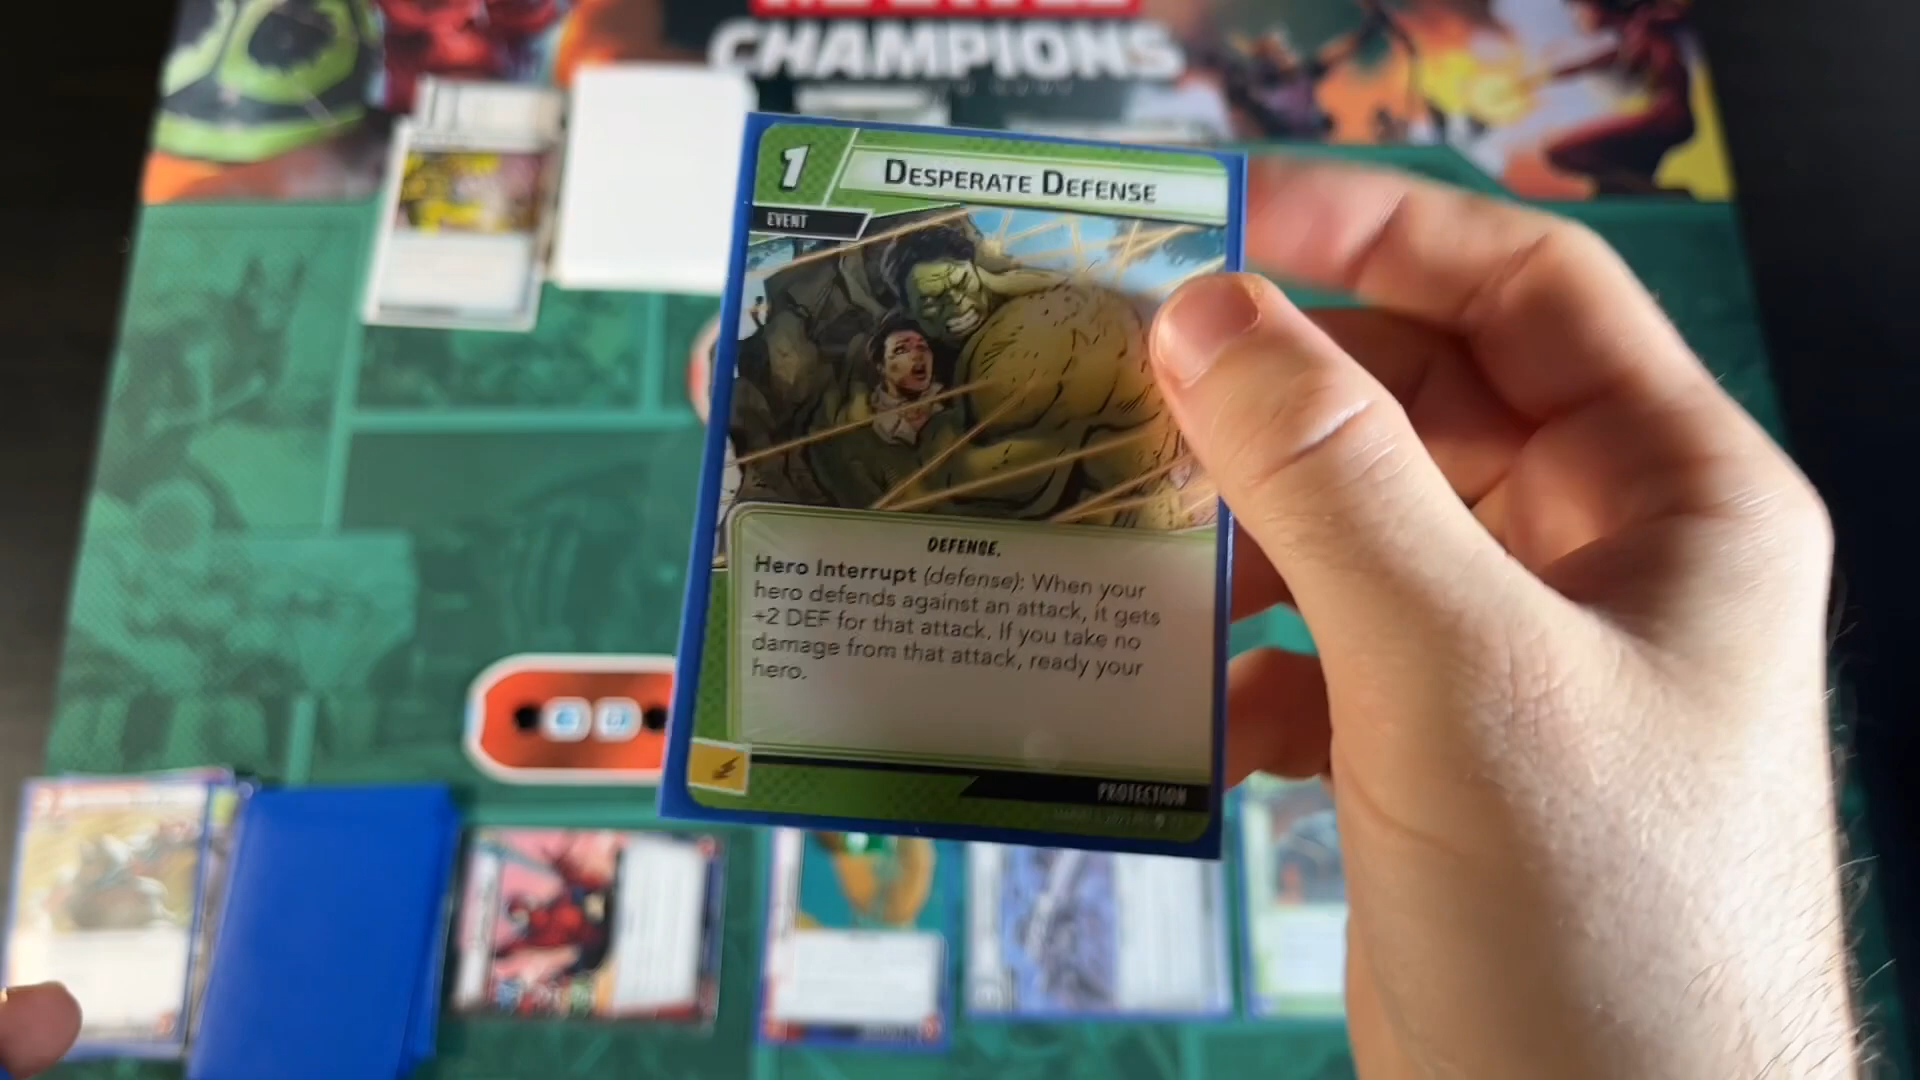 CHAMPIONS
1
DESPERATE DEFENSE
EVENT
DEFENSE.
Hero Interrupt (defense): When your
hero defends against an attack, it gets
+2 DEF for that attack. If you take no
damage from that attack, ready your
hero.
PROTECTION